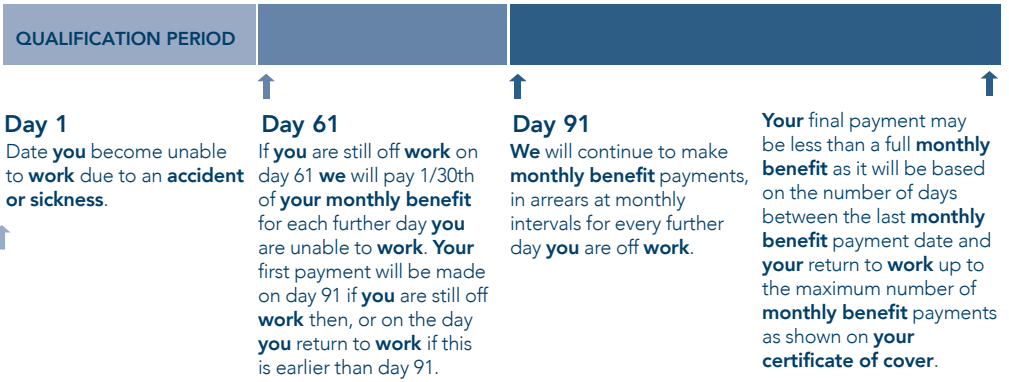 QUALIFICATION PERIOD
Day 1
Date you become unable
to work due to an accident
or sickness.
Day 61
If you are still off work on
day 61 we will pay 1/30th
of your monthly benefit
for each further day you
are unable to work. Your
first payment will be made
on day 91 if you are still off
work then, or on the day
you return to work if this
is earlier than day 91.
Day 91
We will continue to make
monthly benefit payments,
in arrears at monthly
intervals for every further
day you are off work.
Your final payment may
be less than a full monthly
benefit as it will be based
on the number of days
between the last monthly
benefit payment date and
your return to work up to
the maximum number of
monthly benefit payments
as shown on your
certificate of cover.